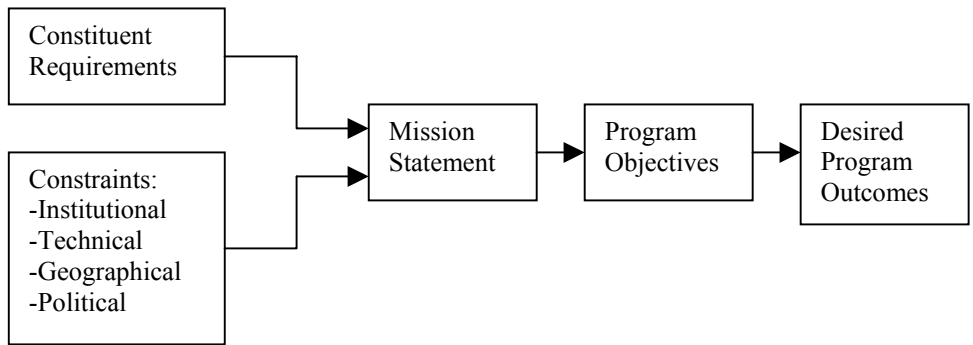 Constituent
Requirements
Constraints:
-Institutional
-Technical
-Geographical
-Political
Mission
Statement
Program
Objectives
Desired
Program
Outcomes